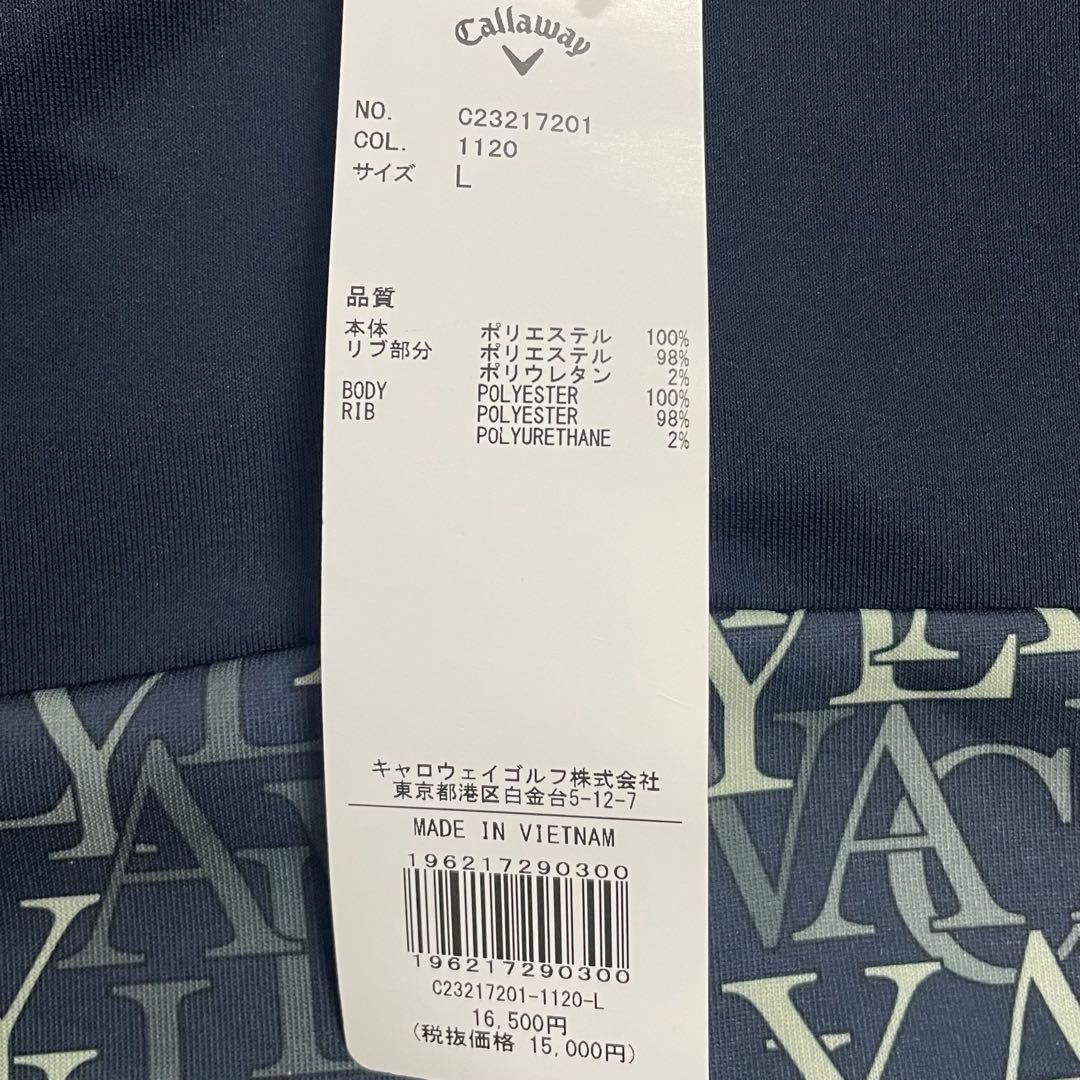 Callaway
NO. C23217201
COL. 1120
サイズ L
品質
本体 ポリエステル 100%
リブ部分 ポリエステル 98%
ポリウレタン 2%
BODY POLYESTER 100%
RIB POLYESTER 98%
POLYURETHANE 2%
キャロウェイゴルフ株式会社
東京都港区白金台5-12-7
MADE IN VIETNAM
196217290300
196217290300
C23217201-1120-L
16,500円
(税抜価格 15,000円)